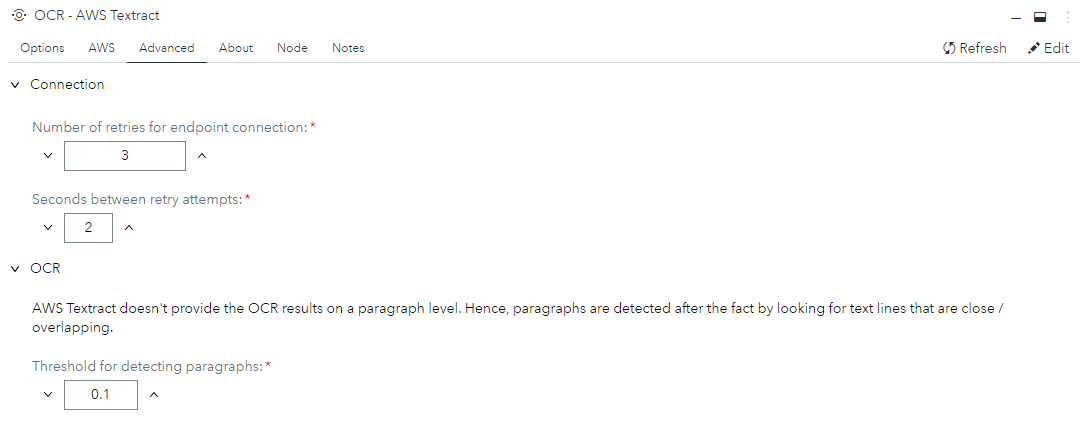 OCR - AWS Textract
Options AWS Advanced About Node Notes Refresh Edit
Connection
Number of retries for endpoint connection:*
3
Seconds between retry attempts:*
2
OCR
AWS Textract doesn't provide the OCR results on a paragraph level. Hence, paragraphs are detected after the fact by looking for text lines that are close /
overlapping.
Threshold for detecting paragraphs:*
0.1